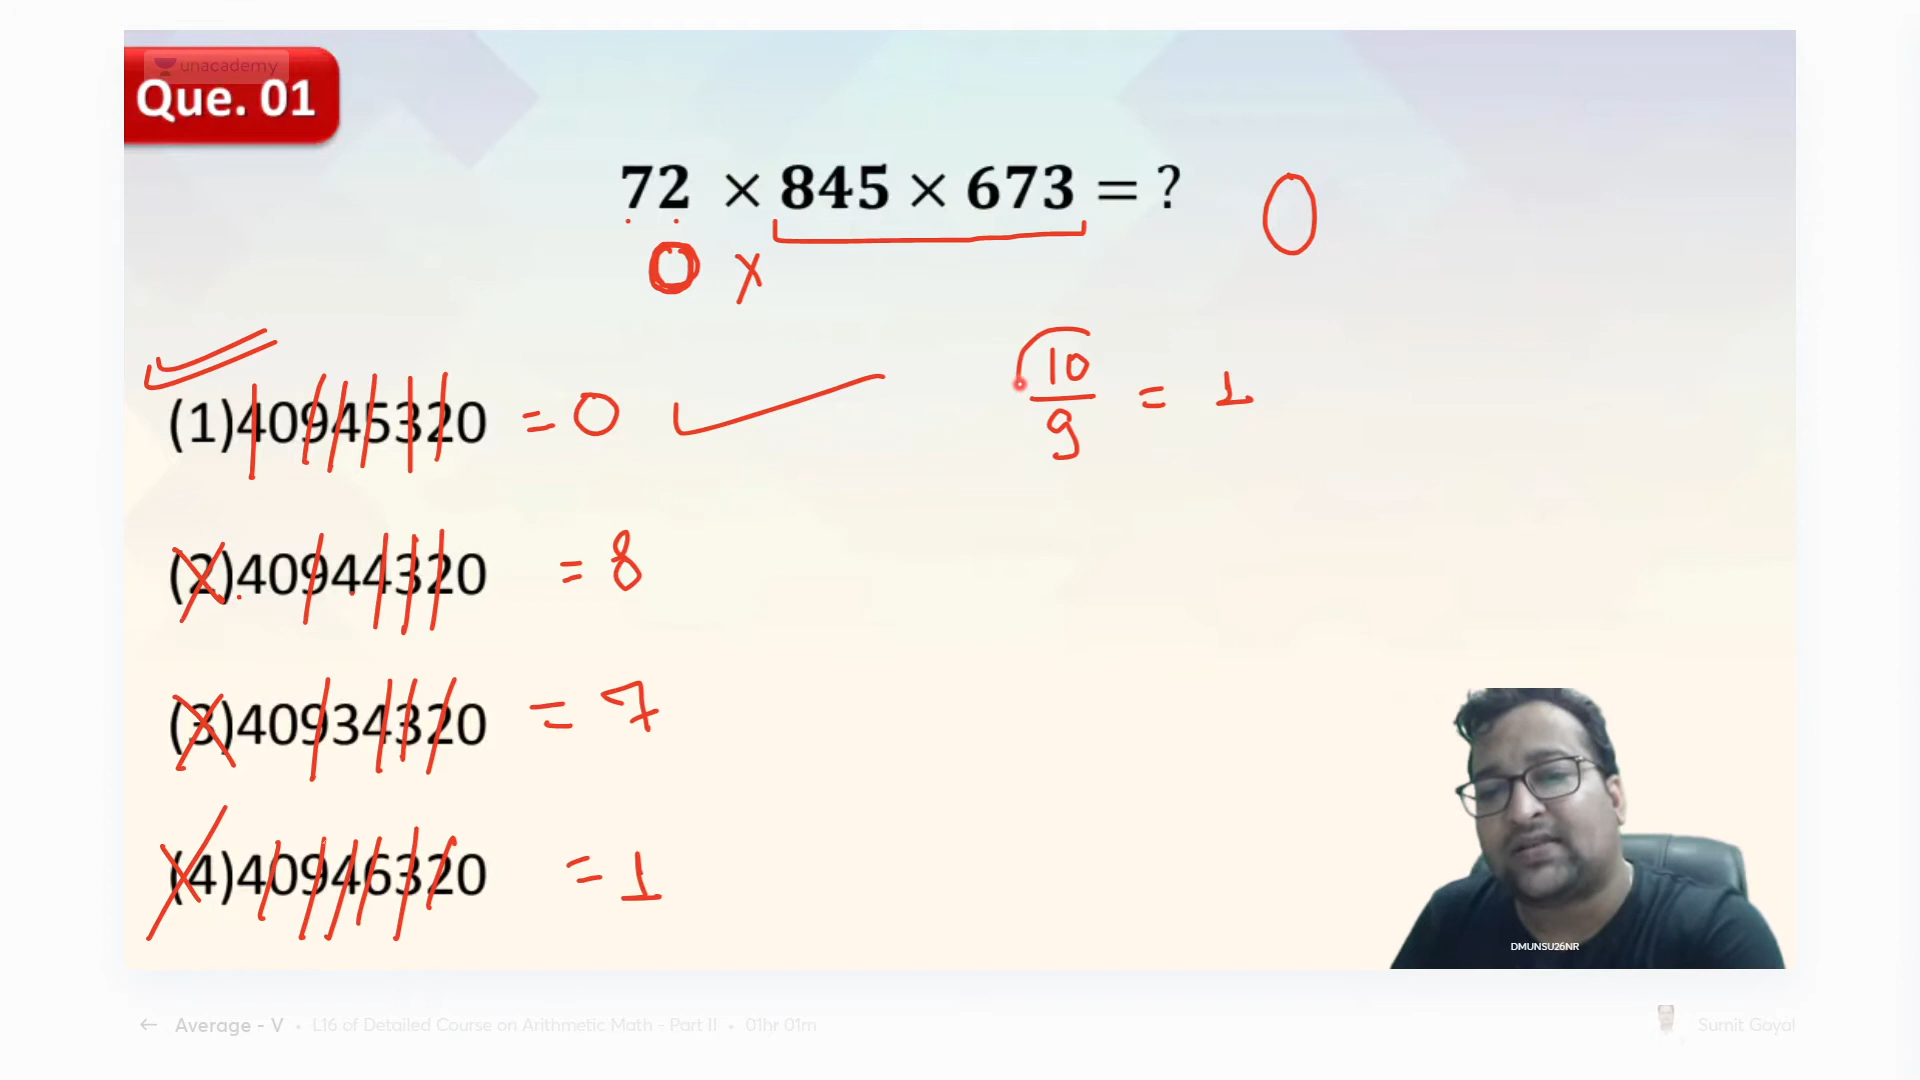 unacademy
Que. 01
72 × 845 × 673 = ? 0
0 ×
10
(1)40945320 = 0 — = 1
9
(2)40944320 = 8
(3)40934320 = 7
(4)40946320 = 1
DMUNSU26NR
← Average - V • L16 of Detailed Course on Arithmetic Math - Part II • 01hr 01m Sumit Goyal